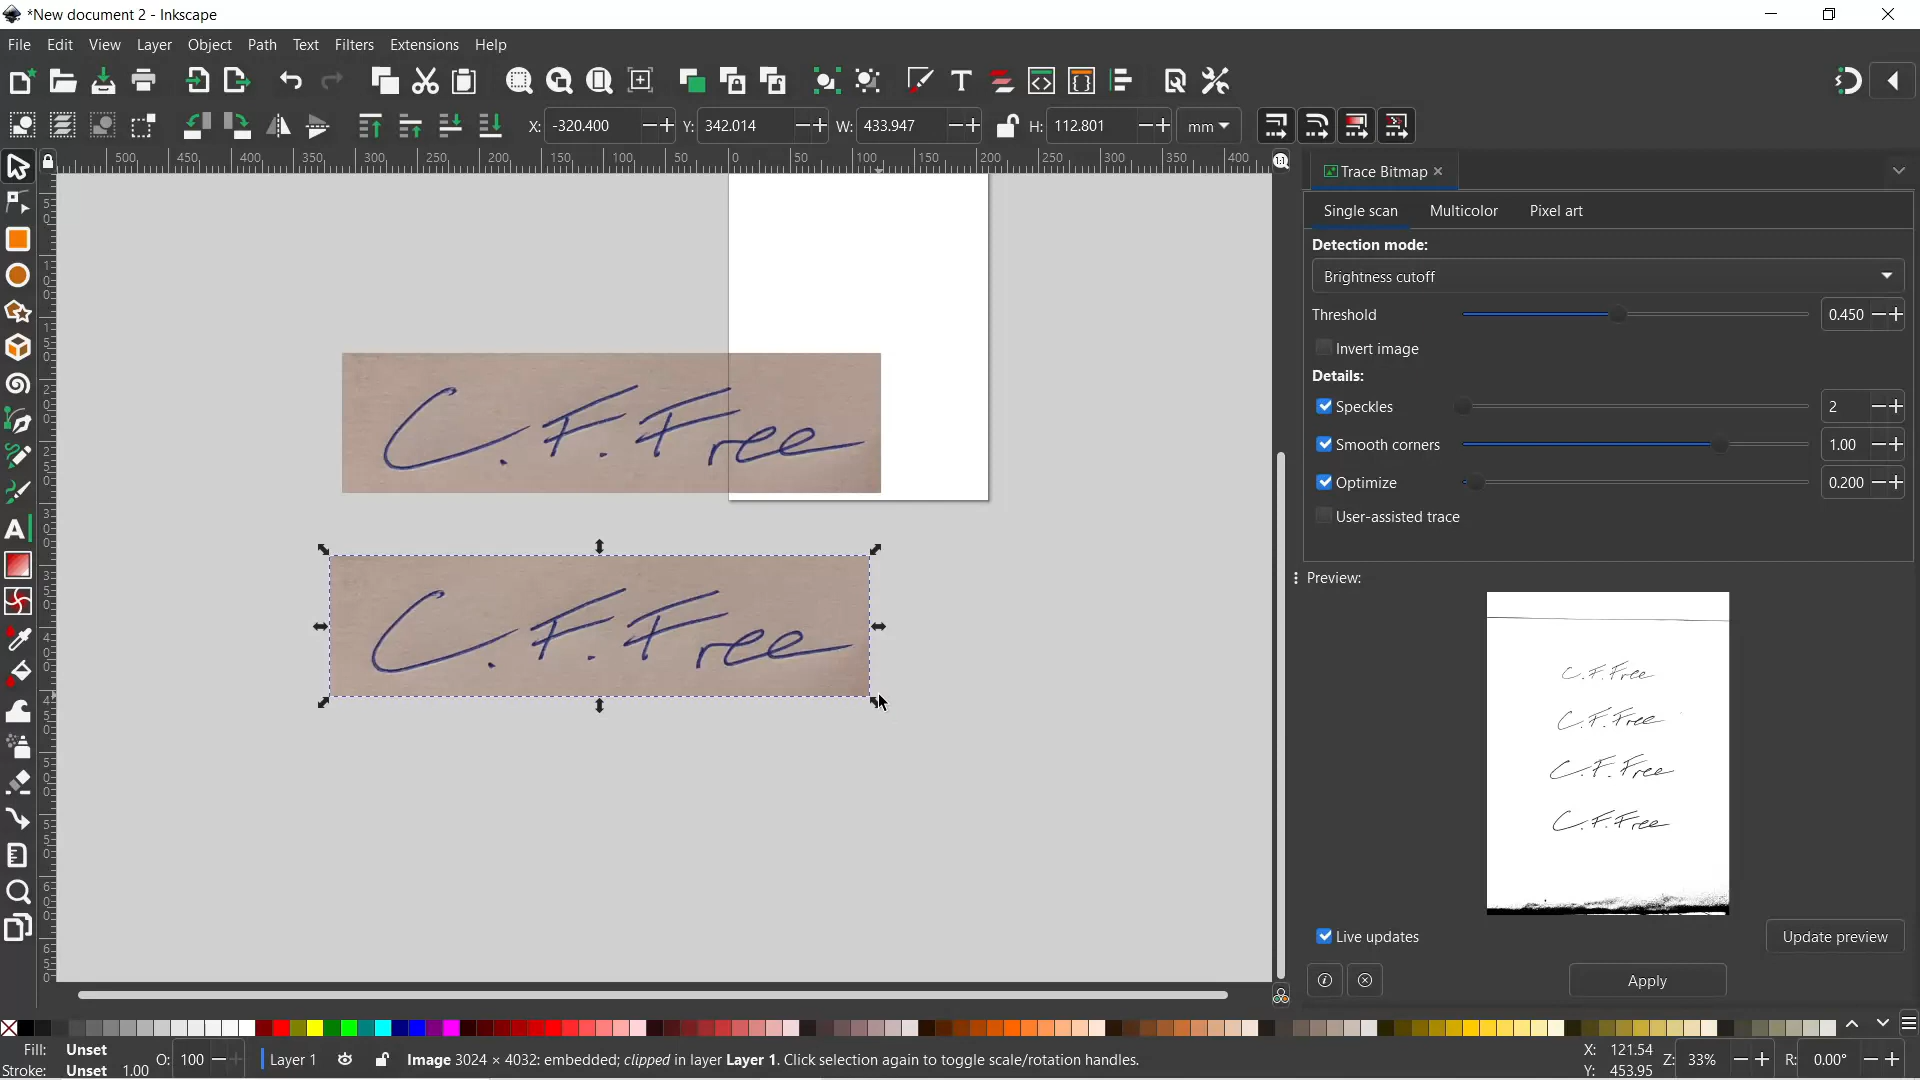 *New document 2 - Inkscape
File Edit View Layer Object Path Text Filters Extensions Help
X: -320.400 Y: 342.014 W: 433.947 H: 112.801 mm
Trace Bitmap
Single scan Multicolor Pixel art
Detection mode:
Brightness cutoff
Threshold 0.450
Invert image
Details:
Speckles 2
Smooth corners 1.00
Optimize 0.200
User-assisted trace
C.F.Free
C.F.Free
Preview:
C.F.Free
C.F.Free
C.F.Free
C.F.Free
Live updates Update preview
Apply
Fill: Unset O: 100 Layer 1 Image 3024 × 4032: embedded; clipped in layer Layer 1. Click selection again to toggle scale/rotation handles. X: 121.54 Z: 33% R: 0.00°
Stroke: Unset 1.00 Y: 453.95